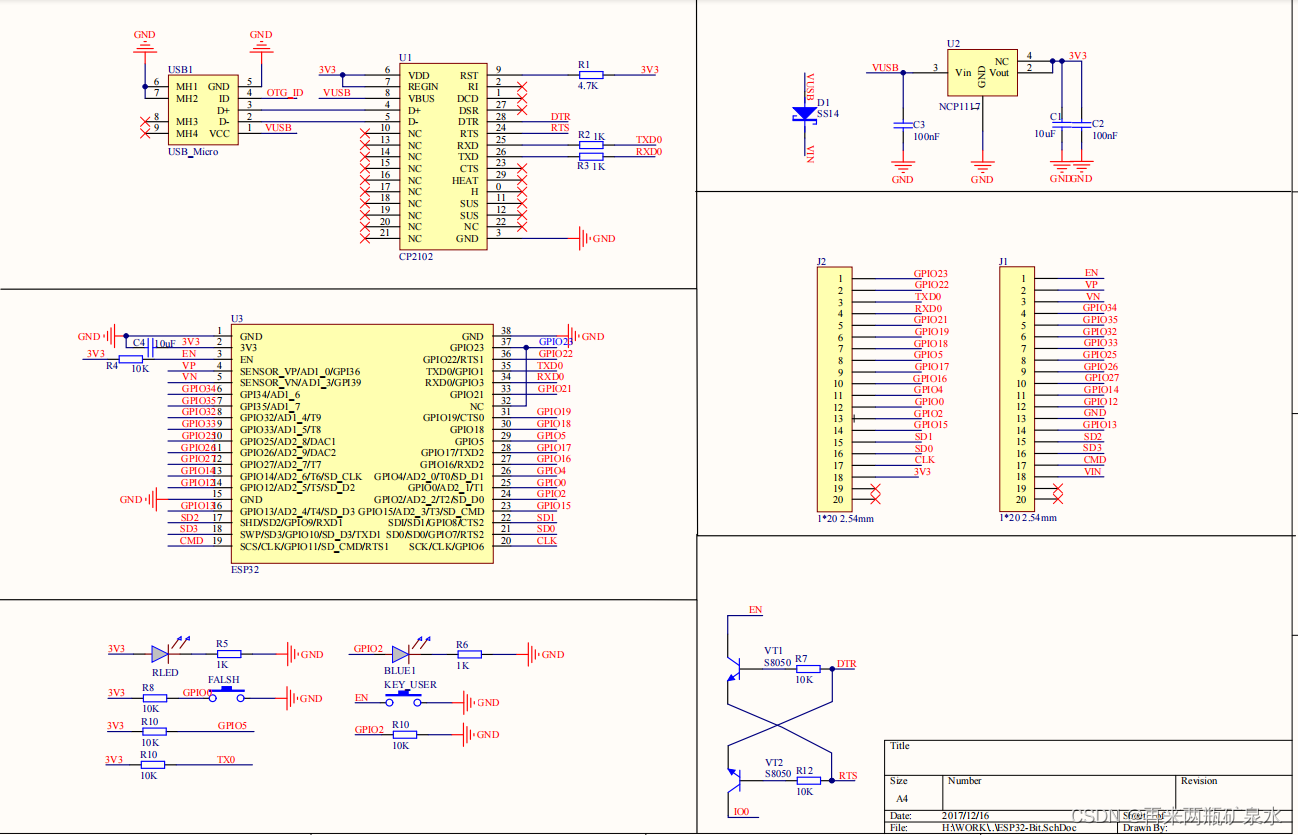 GND
GND
USB1
6 MH1 GND 5
7 MH2 ID 4 OTG_ID
D+ 3
8 MH3 D- 2
9 MH4 VCC 1 VUSB
USB_Micro
U1
3V3 6 VDD RST 9
7 REGIN RI 2
VUSB 8 VBUS DCD 1
4 D+ DSR 27
5 D- DTR 28 DTR
10 NC RTS 24 RTS
13 NC RXD 25
14 NC TXD 26
15 NC CTS 23
16 NC HEAT 29
17 NC H 0
18 NC SUS 11
19 NC SUS 12
20 NC NC 22
21 NC GND 3 GND
CP2102
R1 3V3
4.7K
R2 1K TXD0
RXD0
R3 1K
VUSB
D1
SS14
VIN
U2
VUSB 3 Vin GND NC 4 3V3
Vout 2
NCP1117
C3
100nF
C1
10uF
C2
100nF
GND
GND
GND
GND
J2
1 GPIO23
2 GPIO22
3 TXD0
4 RXD0
5 GPIO21
6 GPIO19
7 GPIO18
8 GPIO5
9 GPIO17
10 GPIO16
11 GPIO4
12 GPIO0
13 GPIO2
14 GPIO15
15 SD1
16 SD0
17 CLK
18 3V3
19
20
1*20 2.54mm
J1
1 EN
2 VP
3 VN
4 GPIO34
5 GPIO35
6 GPIO32
7 GPIO33
8 GPIO25
9 GPIO26
10 GPIO27
11 GPIO14
12 GPIO12
13 GND
14 GPIO13
15 SD2
16 SD3
17 CMD
18 VIN
19
20
1*20 2.54mm
U3
GND 1 GND GND 38 GND
C4 10uF 3V3 2 3V3 GPIO23 37 GPIO23
3V3 EN 3 EN GPIO22/RTS1 36 GPIO22
R4 10K
VP 4 SENSOR_VP/AD1_0/GPI36 TXD0/GPIO1 35 TXD0
VN 5 SENSOR_VN/AD1_3/GPI39 RXD0/GPIO3 34 RXD0
GPIO34 6 GPI34/AD1_6 GPIO21 33 GPIO21
GPIO35 7 GPI35/AD1_7 NC 32
GPIO32 8 GPIO32/AD1_4/T9 GPIO19/CTS0 31 GPIO19
GPIO33 9 GPIO33/AD1_5/T8 GPIO18 30 GPIO18
GPIO25 10 GPIO25/AD2_8/DAC1 GPIO5 29 GPIO5
GPIO26 11 GPIO26/AD2_9/DAC2 GPIO17/TXD2 28 GPIO17
GPIO27 12 GPIO27/AD2_7/T7 GPIO16/RXD2 27 GPIO16
GPIO14 13 GPIO14/AD2_6/T6/SD_CLK GPIO4/AD2_0/T0/SD_D1 26 GPIO4
GPIO12 14 GPIO12/AD2_5/T5/SD_D2 GPIO0/AD2_1/T1 25 GPIO0
GND 15 GND GPIO2/AD2_2/T2/SD_D0 24 GPIO2
GPIO13 16 GPIO13/AD2_4/T4/SD_D3 GPIO15/AD2_3/T3/SD_CMD 23 GPIO15
SD2 17 SHD/SD2/GPIO9/RXD1 SDI/SD1/GPIO8/CTS2 22 SD1
SD3 18 SWP/SD3/GPIO10/SD_D3/TXD1 SD0/SD0/GPIO7/RTS2 21 SD0
CMD 19 SCS/CLK/GPIO11/SD_CMD/RTS1 SCK/CLK/GPIO6 20 CLK
ESP32
3V3 R5 GND
RLED 1K
3V3 R8 GPIO0 FALSH GND
10K
3V3 R10 GPIO5
10K
3V3 R10 TX0
10K
GPIO2 R6 GND
BLUE1 1K
KEY_USER
EN GND
GPIO2 R10 GND
10K
EN
VT1
S8050 R7 DTR
10K
VT2
S8050 R12 RTS
10K
IO0
Title
Size Number Revision
A4
Date: 2017/12/16
File: H:\WORK\.\ESP32-Bit.SchDoc Drawn By:
CSDN @再来两瓶矿泉水